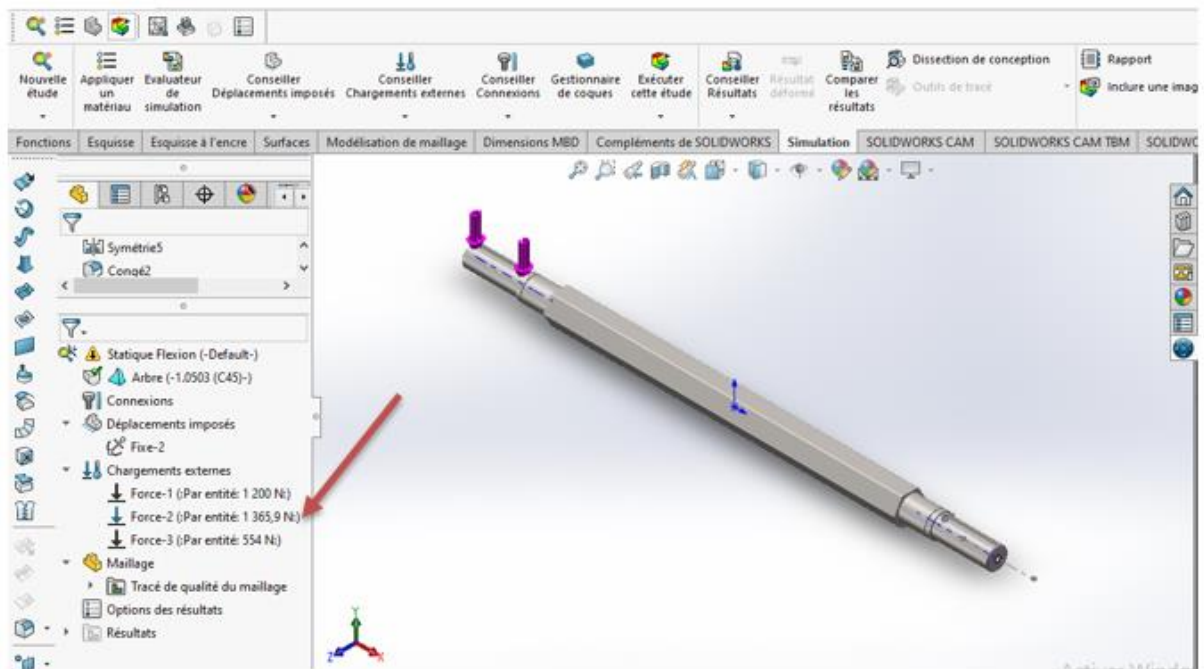 Nouvelle étude
Appliquer un matériau
Evaluateur de simulation
Conseiller Déplacements imposés
Conseiller Chargements externes
Conseiller Connexions
Gestionnaire de coques
Exécuter cette étude
Conseiller Résultats
Résultat déformé
Comparer les résultats
Dissection de conception
Outils de tracé
Rapport
Inclure une imag
Fonctions Esquisse Esquisse à l'encre Surfaces Modélisation de maillage Dimensions MBD Compléments de SOLIDWORKS Simulation SOLIDWORKS CAM SOLIDWORKS CAM TBM SOLIDWC
Symétrie5
Congé2
Statique Flexion (-Default-)
Arbre (-1.0503 (C45)-)
Connexions
Déplacements imposés
Fixe-2
Chargements externes
Force-1 (:Par entité: 1 200 N:)
Force-2 (:Par entité: 1 365,9 N:)
Force-3 (:Par entité: 554 N:)
Maillage
Tracé de qualité du maillage
Options des résultats
Résultats
Y
Z
X